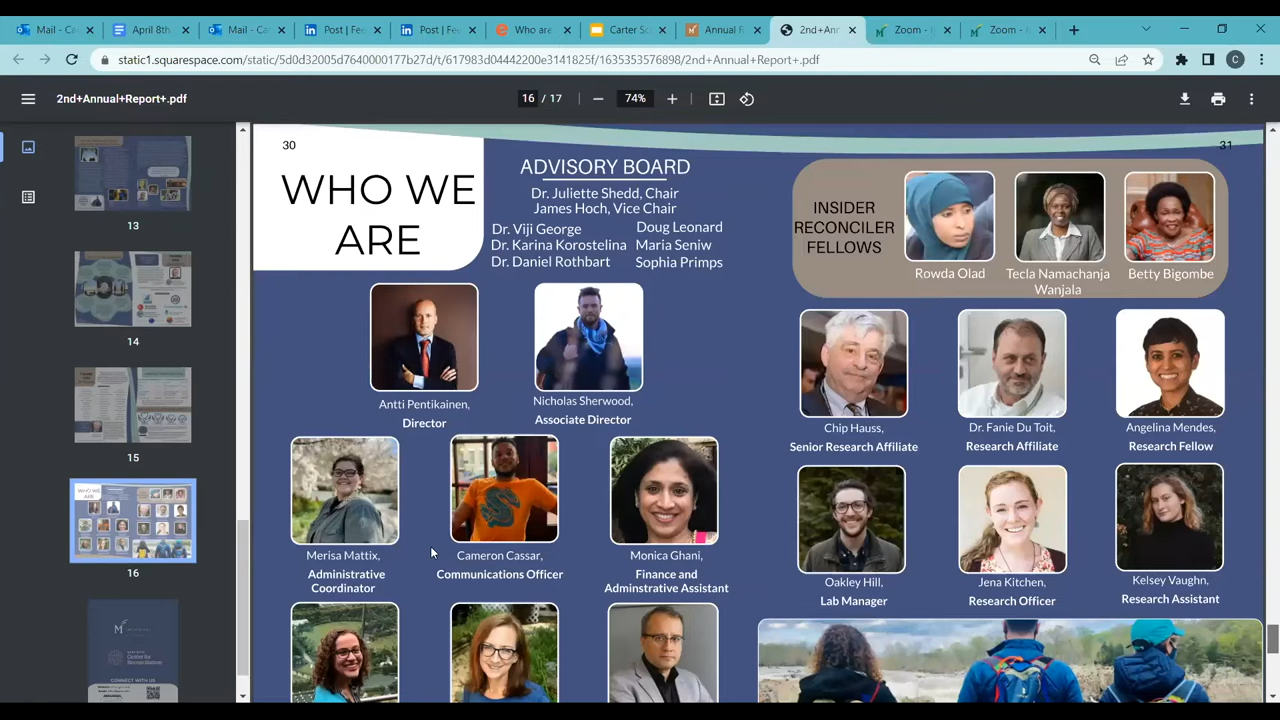 Mail - Ca
April 8th
Mail - Ca
Post | Fee
Post | Fee
Who are
Carter Sc
Annual R
2nd+Ann
Zoom -
Zoom -
static1.squarespace.com/static/5d0d32005d7640000177b27d/t/617983d04442200e3141825f/1635353576898/2nd+Annual+Report+.pdf
C
2nd+Annual+Report+.pdf
16 / 17
74%
13
14
15
16
CONNECT WITH US
30
WHO WE
ARE
ADVISORY BOARD
Dr. Juliette Shedd, Chair
James Hoch, Vice Chair
Dr. Viji George
Doug Leonard
Dr. Karina Korostelina
Maria Seniw
Dr. Daniel Rothbart
Sophia Primps
Antti Pentikainen,
Director
Nicholas Sherwood,
Associate Director
Merisa Mattix,
Administrative
Coordinator
Cameron Cassar,
Communications Officer
Monica Ghani,
Finance and
Adminstrative Assistant
31
INSIDER
RECONCILER
FELLOWS
Rowda Olad
Tecla Namachanja
Wanjala
Betty Bigombe
Chip Hauss,
Senior Research Affiliate
Dr. Fanie Du Toit,
Research Affiliate
Angelina Mendes,
Research Fellow
Oakley Hill,
Lab Manager
Jena Kitchen,
Research Officer
Kelsey Vaughn,
Research Assistant